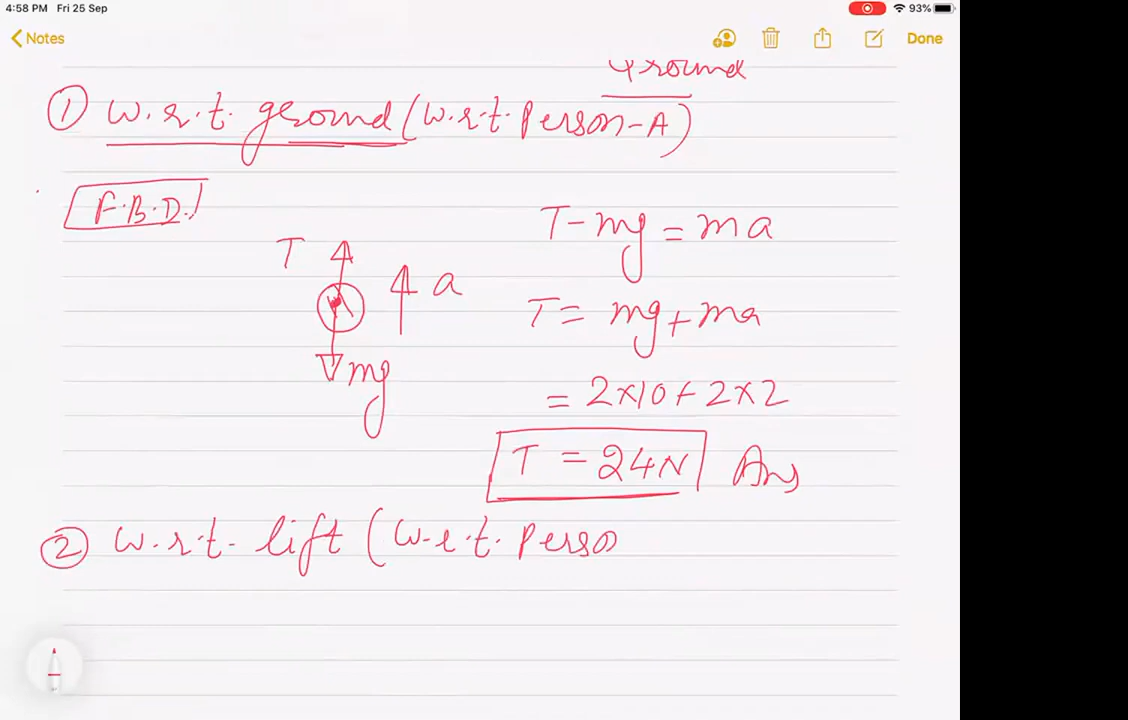 4:58 PM Fri 25 Sep
93%
Notes
Done
Ground
① W.r.t. ground (W.r.t. Person-A)
F.B.D.
T
a
mg
T - mg = ma
T = mg + ma
= 2×10 + 2×2
T = 24N Ans
② W.r.t. lift (W.r.t. Perso